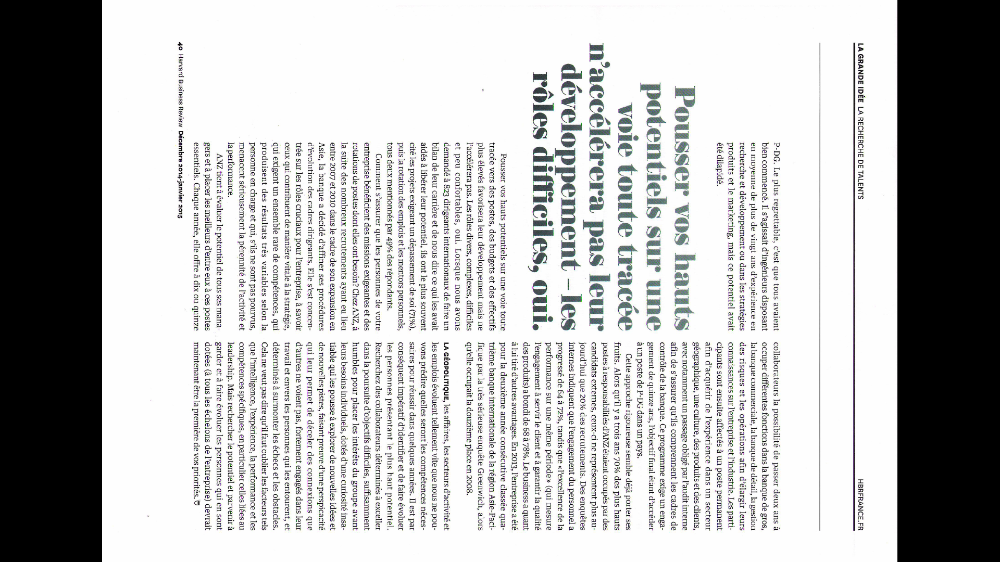 LA GRANDE IDÉE LA RECHERCHE DE TALENTS
HBRFRANCE.FR
P-DG. Le plus regrettable, c'est que tous avaient
bien commencé. Il s'agissait d'ingénieurs disposant
en moyenne de plus de vingt ans d'expérience en
recherche et développement ou dans les stratégies
produits et le marketing, mais ce potentiel avait
été dilapidé.
Pousser vos hauts
potentiels sur une
voie toute tracée
n'accélérera pas leur
développement – les
rôles difficiles, oui.
Pousser vos hauts potentiels sur une voie toute
tracée vers des postes, des budgets et des effectifs
plus élevés favorisera leur développement mais ne
l'accélérera pas. Les rôles divers, complexes, difficiles
et peu confortables, oui. Lorsque nous avons
demandé à 823 dirigeants internationaux de faire un
bilan de leur carrière et de nous dire ce qui les avait
aidés à libérer leur potentiel, ils ont le plus souvent
cité les projets exigeant un dépassement de soi (71%),
puis la rotation des emplois et les mentors personnels,
tous deux mentionnés par 49% des répondants.
Comment s'assurer que les personnes de votre
entreprise bénéficient des missions exigeantes et des
rotations de postes dont elles ont besoin? Chez ANZ, à
la suite des nombreux recrutements ayant eu lieu
entre 2007 et 2010 dans le cadre de son expansion en
Asie, la banque a décidé d'affiner ses procédures
d'évolution des cadres dirigeants. Elle s'est concen-
trée sur les rôles cruciaux pour l'entreprise, à savoir
ceux qui contribuent de manière vitale à la stratégie,
qui exigent un ensemble rare de compétences, qui
produisent des résultats très variables selon la
personne en charge et qui, s'ils ne sont pas pourvus,
menacent sérieusement la pérennité de l'activité et
la performance.
ANZ tient à évaluer le potentiel de tous ses mana-
gers et à placer les meilleurs d'entre eux à ces postes
essentiels. Chaque année, elle offre à dix ou quinze
collaborateurs la possibilité de passer deux ans à
occuper différentes fonctions dans la banque de gros,
la banque commerciale, la banque de détail, la gestion
des risques et les opérations afin d'élargir leurs
connaissances sur l'entreprise et l'industrie. Les parti-
cipants sont ensuite affectés à un poste permanent
afin d'acquérir de l'expérience dans un secteur
géographique, une culture, des produits et des clients,
avec notamment un passage obligé par l'audit interne
afin de s'assurer qu'ils comprennent les cadres de
contrôle de la banque. Ce programme exige un enga-
gement de quinze ans, l'objectif final étant d'accéder
à un poste de P-DG dans un pays.
Cette approche rigoureuse semble déjà porter ses
fruits. Alors qu'il y a trois ans 70% des plus hauts
postes à responsabilités d'ANZ étaient occupés par des
candidats externes, ceux-ci ne représentent plus au-
jourd'hui que 20% des recrutements. Des enquêtes
internes indiquent que l'engagement du personnel a
progressé de 64 à 72%, tandis que «l'excellence de la
performance sur une même période» (qui mesure
l'engagement à servir le client et à garantir la qualité
des produits) a bondi de 68 à 78%. Le business a quant
à lui tiré d'autres avantages. En 2013, l'entreprise a été
pour la deuxième année consécutive classée qua-
trième banque internationale de la région Asie-Paci-
fique par la très sérieuse enquête Greenwich, alors
qu'elle occupait la douzième place en 2008.
LA GÉOPOLITIQUE, les affaires, les secteurs d'activité et
les emplois évoluent tellement vite que nous ne pou-
vons prédire quelles seront les compétences néces-
saires pour réussir dans quelques années. Il est par
conséquent impératif d'identifier et de faire évoluer
les personnes présentant le plus haut potentiel.
Recherchez des collaborateurs déterminés à exceller
dans la poursuite d'objectifs difficiles, suffisamment
humbles pour placer les intérêts du groupe avant
leurs besoins individuels, dotés d'une curiosité insa-
tiable qui les pousse à explorer de nouvelles idées et
de nouvelles pistes, faisant preuve d'une perspicacité
qui leur permet de déceler des connexions que
d'autres ne voient pas, fortement engagés dans leur
travail et envers les personnes qui les entourent, et
déterminés à surmonter les échecs et les obstacles.
Cela ne veut pas dire qu'il faut oublier les facteurs tels
que l'intelligence, l'expérience, la performance et les
compétences spécifiques, en particulier celles liées au
leadership. Mais rechercher le potentiel et parvenir à
garder et à faire évoluer les personnes qui en sont
dotées (à tous les échelons de l'entreprise) devrait
maintenant être la première de vos priorités.
40 Harvard Business Review Décembre 2014-janvier 2015